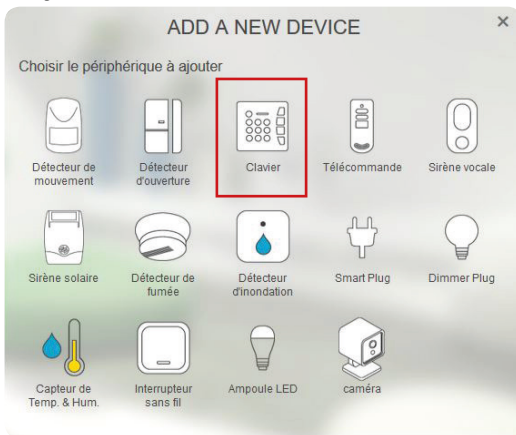 ADD A NEW DEVICE
×
Choisir le périphérique à ajouter
Détecteur de
mouvement
Détecteur
d'ouverture
Clavier
Télécommande
Sirène vocale
Sirène solaire
Détecteur de
fumée
Détecteur
d'inondation
Smart Plug
Dimmer Plug
Capteur de
Temp. & Hum.
Interrupteur
sans fil
Ampoule LED
caméra